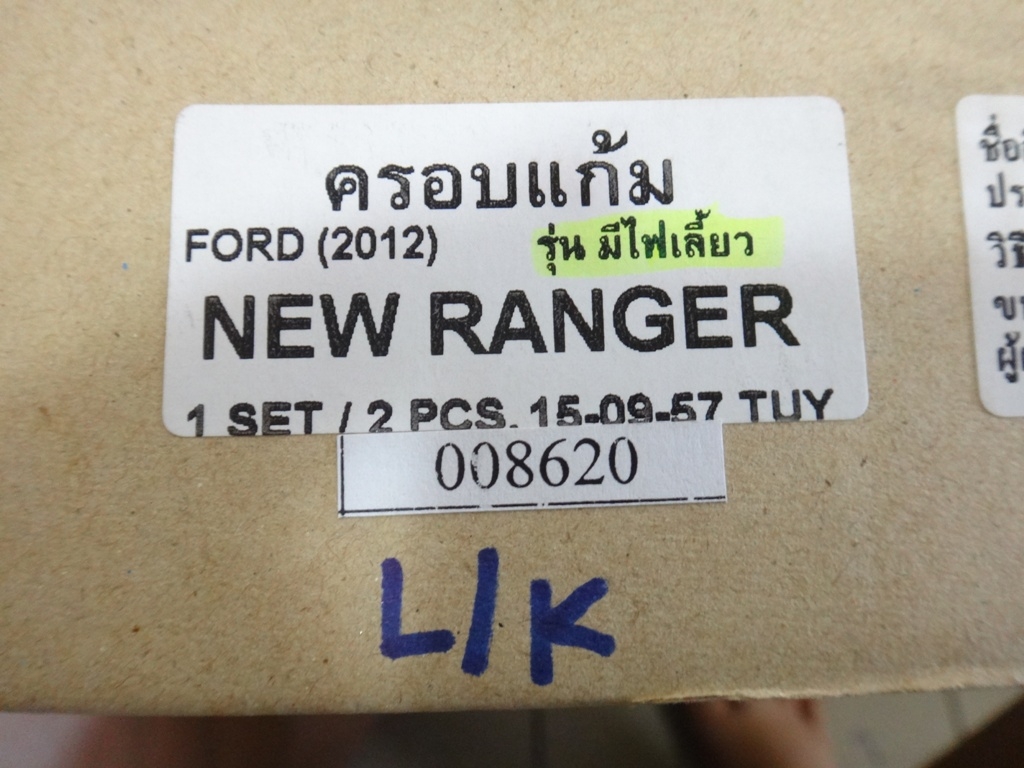 ครอบแก้ม
FORD (2012) รุ่น มีไฟเลี้ยว
NEW RANGER
1 SET / 2 PCS. 15-09-57 TUY
008620
L/K